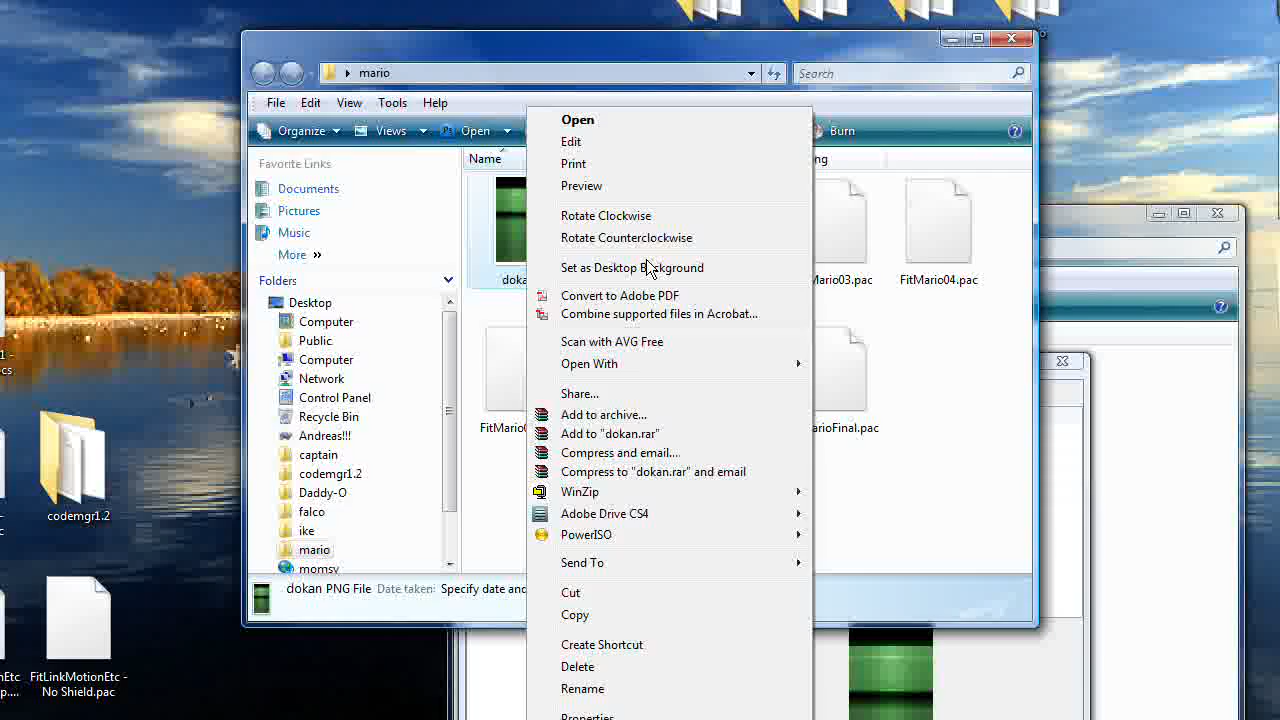 mario
Search
File Edit View Tools Help
Organize Views Open Burn
Favorite Links
Documents
Pictures
Music
More »
Folders
Desktop
Computer
Public
Computer
Network
Control Panel
Recycle Bin
Andreas!!!
captain
codemgr1.2
Daddy-O
falco
ike
mario
momsy
Name
Mario03.pac
FitMario04.pac
Open
Edit
Print
Preview
Rotate Clockwise
Rotate Counterclockwise
Set as Desktop Background
Convert to Adobe PDF
Combine supported files in Acrobat...
Scan with AVG Free
Open With
Share...
Add to archive...
Add to "dokan.rar"
Compress and email....
Compress to "dokan.rar" and email
WinZip
Adobe Drive CS4
PowerISO
Send To
Cut
Copy
Create Shortcut
Delete
Rename
Properties
dokan PNG File Date taken: Specify date and
codemgr1.2
FitLinkMotionEtc -
No Shield.pac